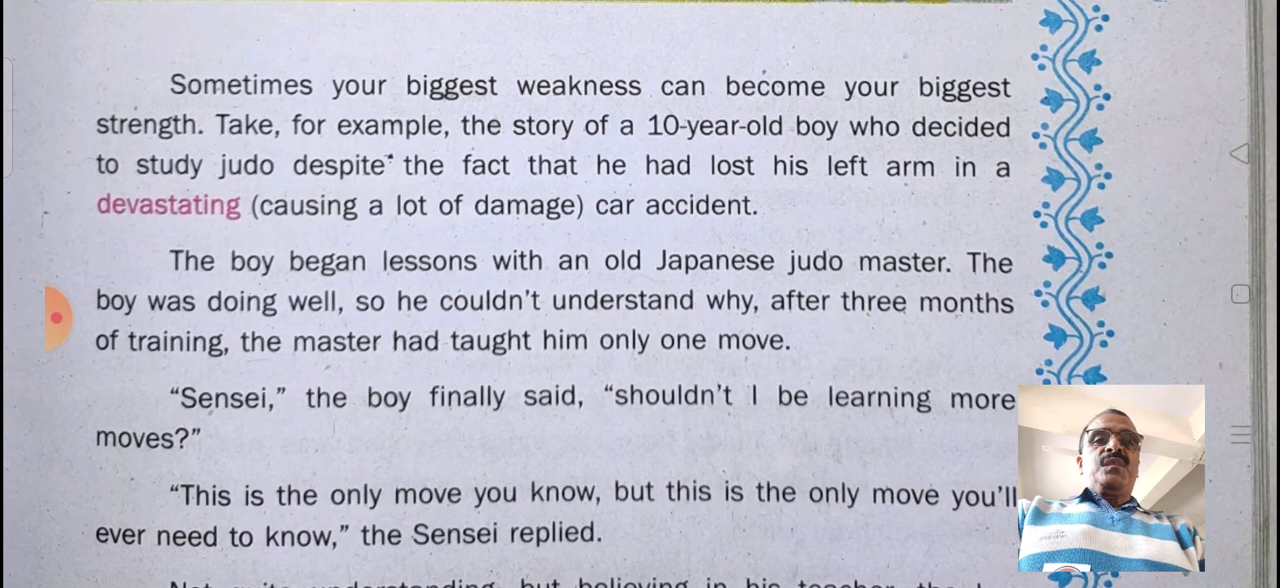 Sometimes your biggest weakness can become your biggest
strength. Take, for example, the story of a 10-year-old boy who decided
to study judo despite* the fact that he had lost his left arm in a
devastating (causing a lot of damage) car accident.
The boy began lessons with an old Japanese judo master. The
boy was doing well, so he couldn't understand why, after three months
of training, the master had taught him only one move.
“Sensei,” the boy finally said, “shouldn't I be learning more
moves?”
“This is the only move you know, but this is the only move you'll
ever need to know,” the Sensei replied.
believing in his teacher